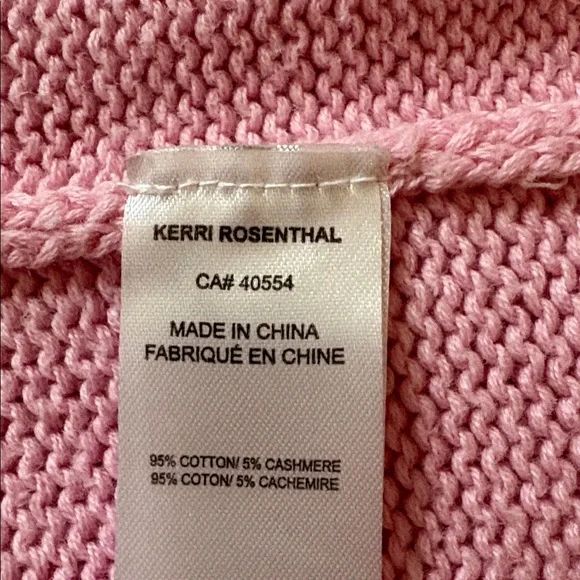 KERRI ROSENTHAL
CA# 40554
MADE IN CHINA
FABRIQUÉ EN CHINE
95% COTTON/ 5% CASHMERE
95% COTON/ 5% CACHEMIRE